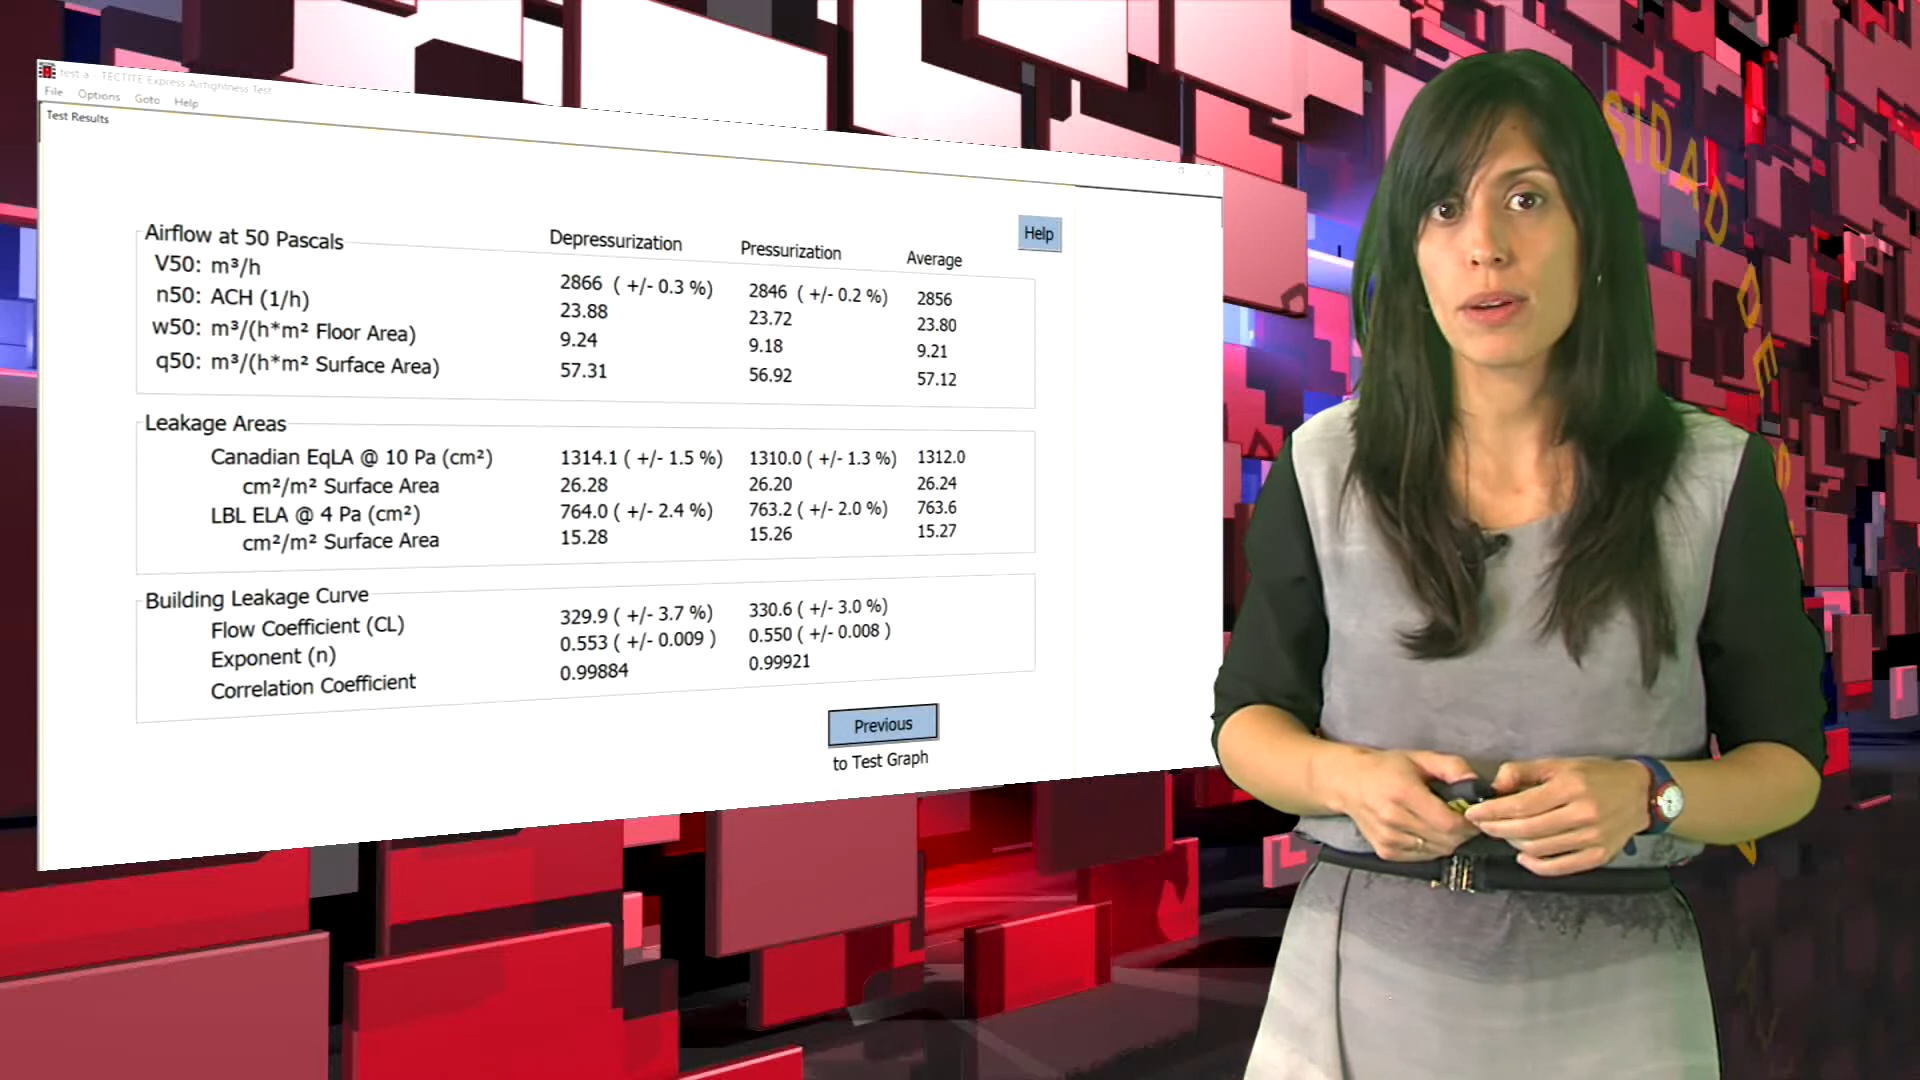 test a - TECTITE Express Airtightness Test
File Options Goto Help
Test Results
Help
Airflow at 50 Pascals Depressurization Pressurization Average
V50: m³/h 2866 ( +/- 0.3 %) 2846 ( +/- 0.2 %) 2856
n50: ACH (1/h) 23.88 23.72 23.80
w50: m³/(h*m² Floor Area) 9.24 9.18 9.21
q50: m³/(h*m² Surface Area) 57.31 56.92 57.12
Leakage Areas
Canadian EqLA @ 10 Pa (cm²) 1314.1 ( +/- 1.5 %) 1310.0 ( +/- 1.3 %) 1312.0
cm²/m² Surface Area 26.28 26.20 26.24
LBL ELA @ 4 Pa (cm²) 764.0 ( +/- 2.4 %) 763.2 ( +/- 2.0 %) 763.6
cm²/m² Surface Area 15.28 15.26 15.27
Building Leakage Curve
Flow Coefficient (CL) 329.9 ( +/- 3.7 %) 330.6 ( +/- 3.0 %)
Exponent (n) 0.553 ( +/- 0.009 ) 0.550 ( +/- 0.008 )
Correlation Coefficient 0.99884 0.99921
Previous
to Test Graph
SIDAD
DE